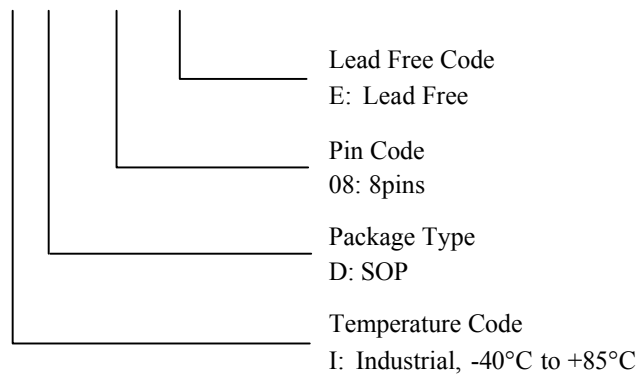 Lead Free Code
E: Lead Free
Pin Code
08: 8pins
Package Type
D: SOP
Temperature Code
I: Industrial, -40°C to +85°C